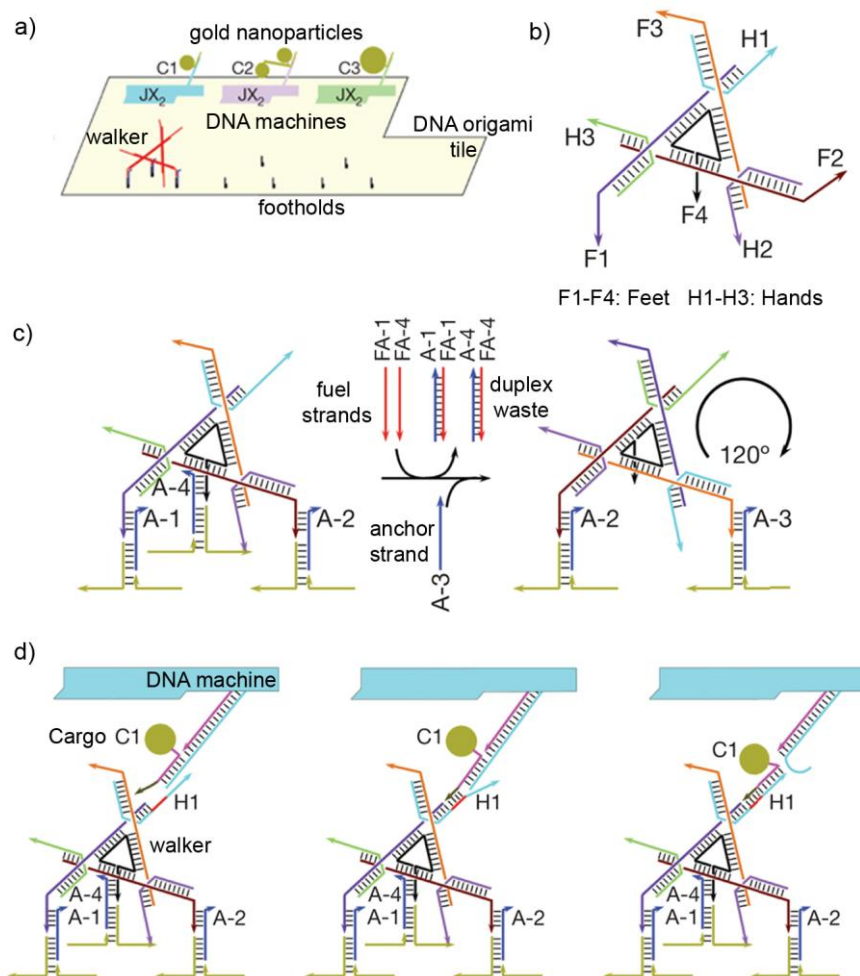 a)
gold nanoparticles
C1
C2
C3
JX2
JX2
JX2
DNA machines
walker
DNA origami
tile
footholds
b)
F3
H1
H3
F2
F4
F1
H2
F1-F4: Feet H1-H3: Hands
c)
FA-1
FA-4
A-1
FA-1
A-4
FA-4
fuel
strands
duplex
waste
120º
A-4
A-1
A-2
anchor
strand
A-3
A-2
A-3
d)
DNA machine
Cargo C1
H1
walker
A-4
A-1
A-2
C1
H1
A-4
A-1
A-2
C1
H1
A-4
A-1
A-2